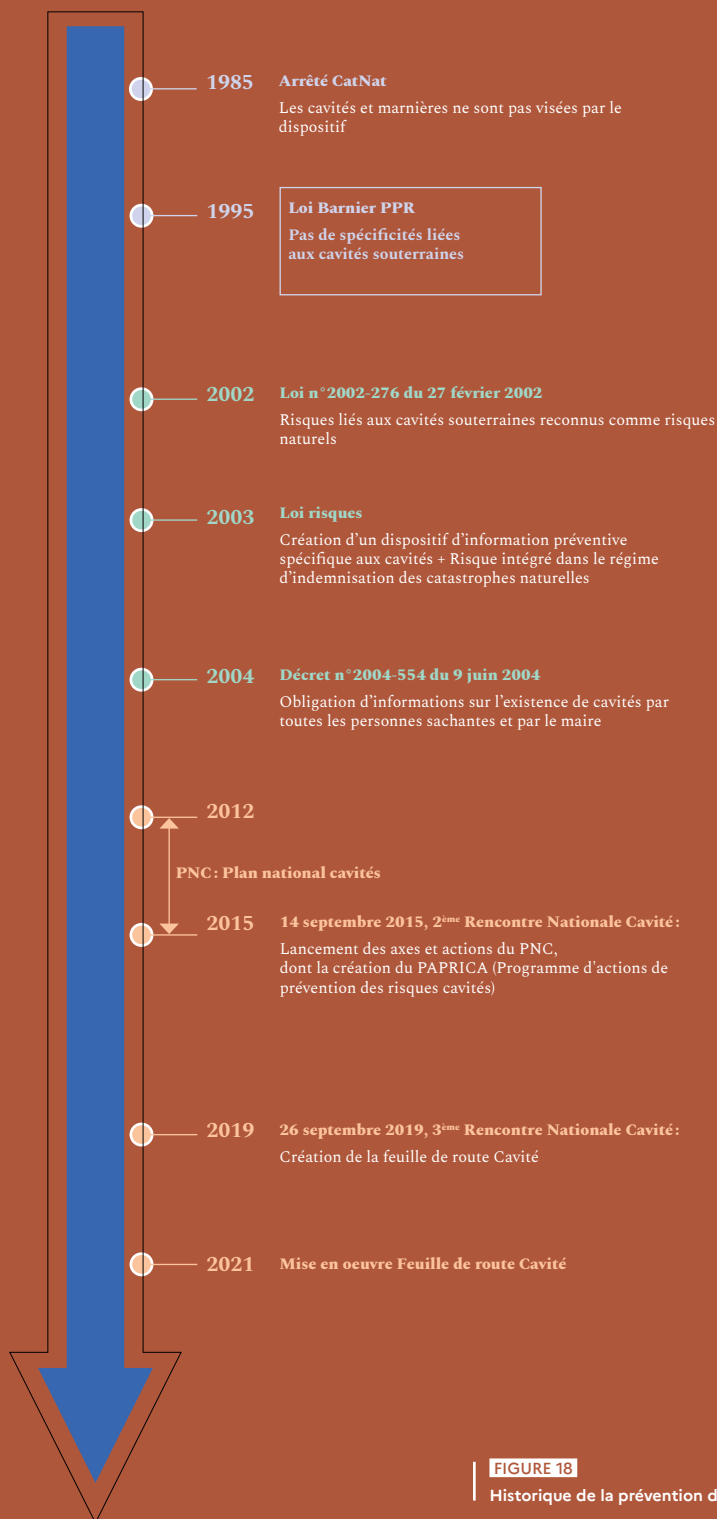 1985 Arrêté CatNat
Les cavités et marnières ne sont pas visées par le
dispositif
1995 Loi Barnier PPR
Pas de spécificités liées
aux cavités souterraines
2002 Loi n°2002-276 du 27 février 2002
Risques liés aux cavités souterraines reconnus comme risques
naturels
2003 Loi risques
Création d’un dispositif d’information préventive
spécifique aux cavités + Risque intégré dans le régime
d’indemnisation des catastrophes naturelles
2004 Décret n°2004-554 du 9 juin 2004
Obligation d’informations sur l’existence de cavités par
toutes les personnes sachantes et par le maire
2012
PNC : Plan national cavités
2015 14 septembre 2015, 2ème Rencontre Nationale Cavité :
Lancement des axes et actions du PNC,
dont la création du PAPRICA (Programme d'actions de
prévention des risques cavités)
2019 26 septembre 2019, 3ème Rencontre Nationale Cavité :
Création de la feuille de route Cavité
2021 Mise en oeuvre Feuille de route Cavité
FIGURE 18
Historique de la prévention